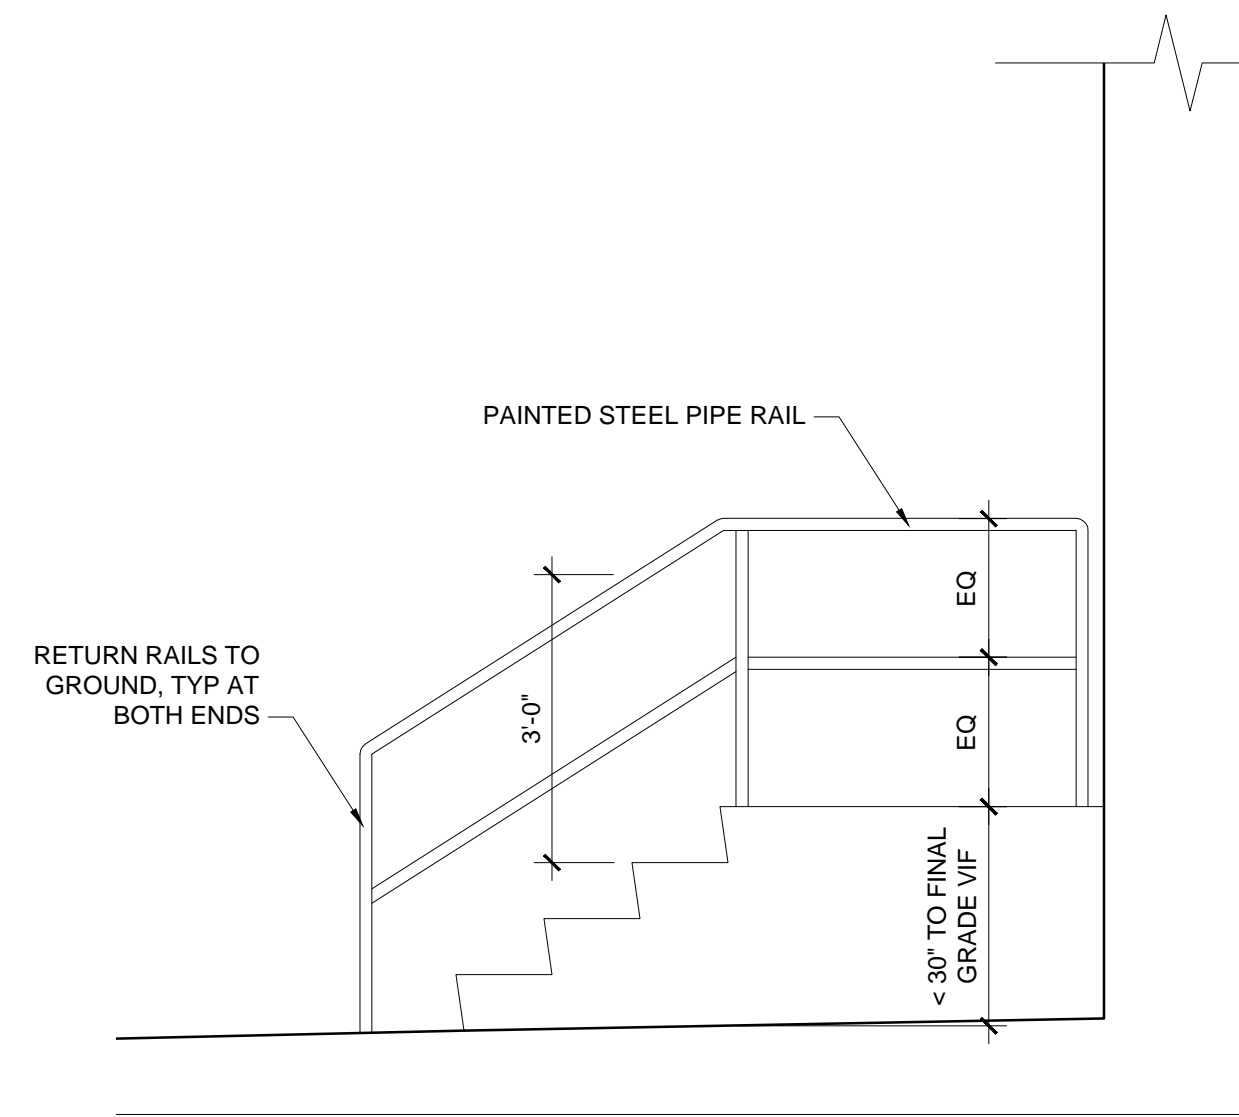 PAINTED STEEL PIPE RAIL
RETURN RAILS TO
GROUND, TYP AT
BOTH ENDS
3'-0"
EQ
EQ
< 30" TO FINAL
GRADE VIF